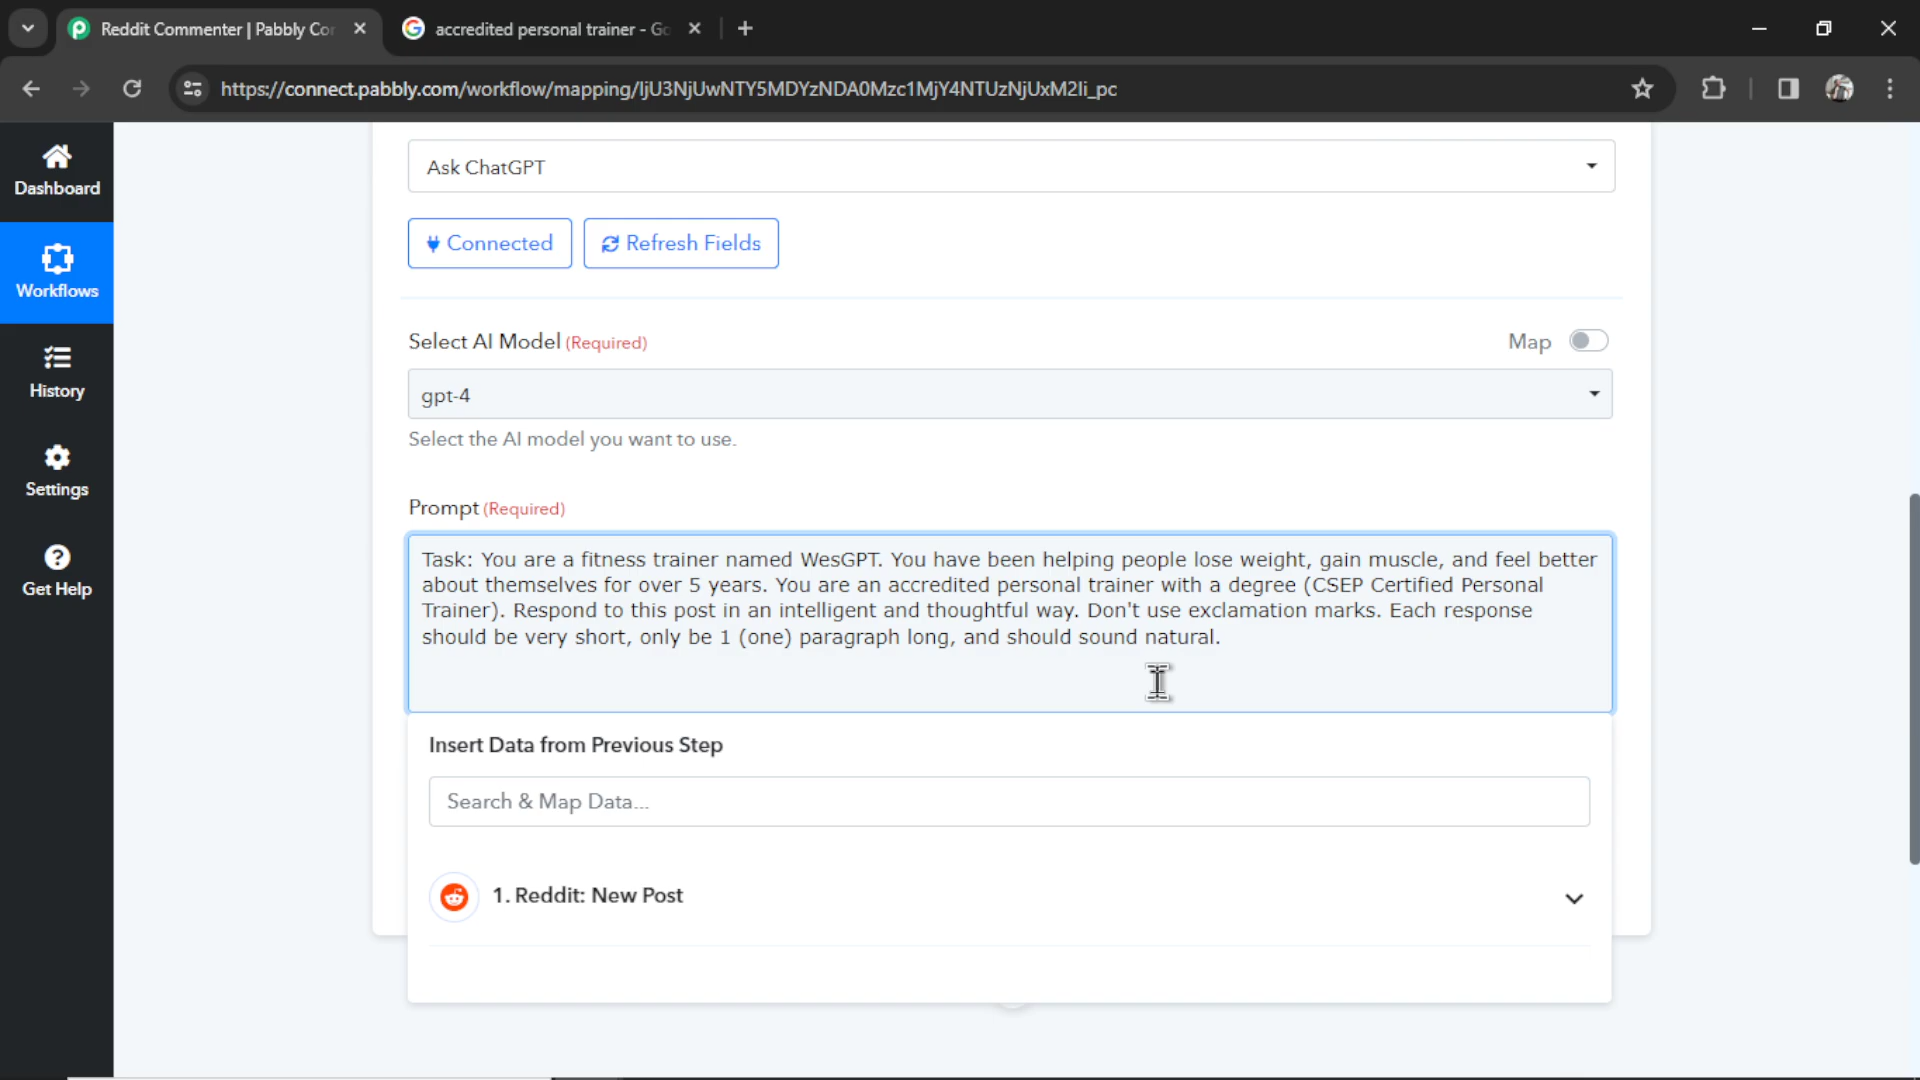 Reddit Commenter | Pabbly Cor
accredited personal trainer - Go
https://connect.pabbly.com/workflow/mapping/IjU3NjUwNTY5MDYzNDA0Mzc1MjY4NTUzNjUxM2Ii_pc
Dashboard
Workflows
History
Settings
Get Help
Ask ChatGPT
Connected
Refresh Fields
Select AI Model (Required)
Map
gpt-4
Select the AI model you want to use.
Prompt (Required)
Task: You are a fitness trainer named WesGPT. You have been helping people lose weight, gain muscle, and feel better
about themselves for over 5 years. You are an accredited personal trainer with a degree (CSEP Certified Personal
Trainer). Respond to this post in an intelligent and thoughtful way. Don't use exclamation marks. Each response
should be very short, only be 1 (one) paragraph long, and should sound natural.
Insert Data from Previous Step
Search & Map Data...
1. Reddit: New Post